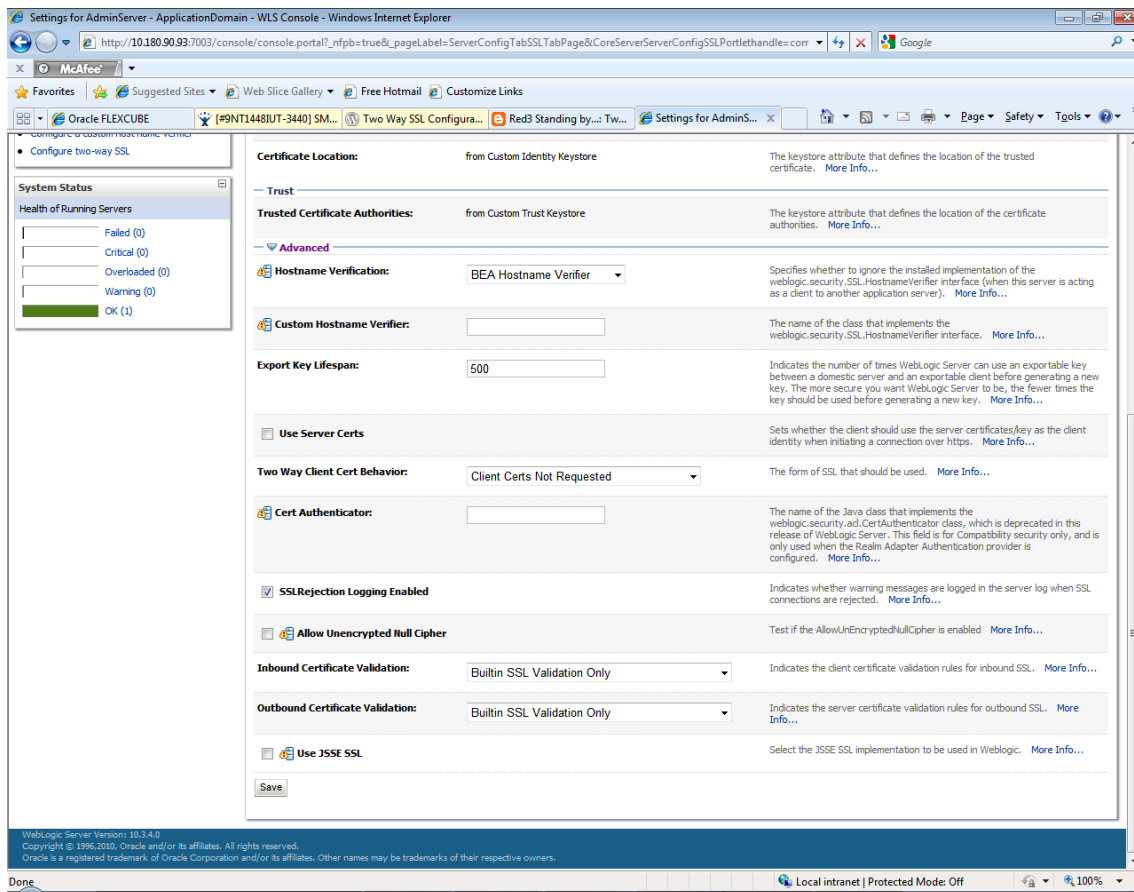 Settings for AdminServer - ApplicationDomain - WLS Console - Windows Internet Explorer
http://10.180.90.93:7003/console/console.portal?_nfpb=true&_pageLabel=ServerConfigTabSSLTabPage&CoreServerServerConfigSSLPortlethandle=com
Google
x McAfee
Favorites Suggested Sites Web Slice Gallery Free Hotmail Customize Links
Oracle FLEXCUBE [#9NT1448IUT-3440] SM... Two Way SSL Configura... Red3 Standing by...: Tw... Settings for AdminS... x Page Safety Tools
Configure a custom host name verifier
Configure two-way SSL
System Status
Health of Running Servers
Failed (0)
Critical (0)
Overloaded (0)
Warning (0)
OK (1)
Certificate Location: from Custom Identity Keystore The keystore attribute that defines the location of the trusted
certificate. More Info...
Trust
Trusted Certificate Authorities: from Custom Trust Keystore The keystore attribute that defines the location of the certificate
authorities. More Info...
Advanced
Hostname Verification: BEA Hostname Verifier Specifies whether to ignore the installed implementation of the
weblogic.security.SSL.HostnameVerifier interface (when this server is acting
as a client to another application server). More Info...
Custom Hostname Verifier: The name of the class that implements the
weblogic.security.SSL.HostnameVerifier interface. More Info...
Export Key Lifespan: 500 Indicates the number of times WebLogic Server can use an exportable key
between a domestic server and an exportable client before generating a new
key. The more secure you want WebLogic Server to be, the fewer times the
key should be used before generating a new key. More Info...
Use Server Certs Sets whether the client should use the server certificates/key as the client
identity when initiating a connection over https. More Info...
Two Way Client Cert Behavior: Client Certs Not Requested The form of SSL that should be used. More Info...
Cert Authenticator: The name of the Java class that implements the
weblogic.security.ad.CertAuthenticator class, which is deprecated in this
release of WebLogic Server. This field is for Compatibility security only, and is
only used when the Realm Adapter Authentication provider is
configured. More Info...
SSLRejection Logging Enabled Indicates whether warning messages are logged in the server log when SSL
connections are rejected. More Info...
Allow Unencrypted Null Cipher Test if the AllowUnEncryptedNullCipher is enabled More Info...
Inbound Certificate Validation: Builtin SSL Validation Only Indicates the client certificate validation rules for inbound SSL. More Info...
Outbound Certificate Validation: Builtin SSL Validation Only Indicates the server certificate validation rules for outbound SSL. More
Info...
Use JSSE SSL Select the JSSE SSL implementation to be used in Weblogic. More Info...
Save
WebLogic Server Version: 10.3.4.0
Copyright © 1996,2010, Oracle and/or its affiliates. All rights reserved.
Oracle is a registered trademark of Oracle Corporation and/or its affiliates. Other names may be trademarks of their respective owners.
Done Local intranet | Protected Mode: Off 100%